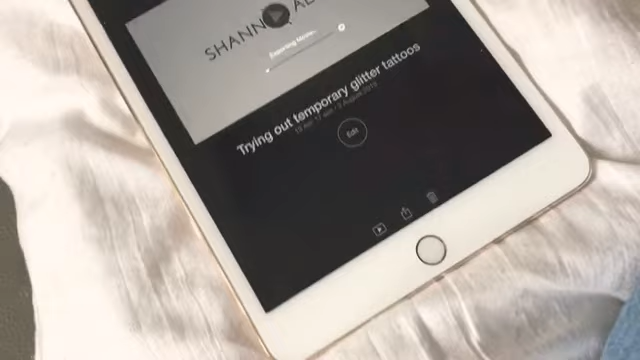 SHANN
Exporting Movie...
Trying out temporary glitter tattoos
Edit